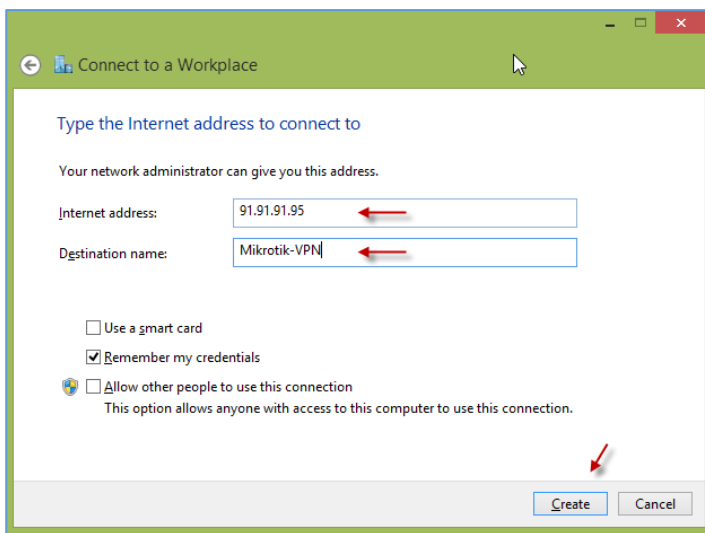 Connect to a Workplace
Type the Internet address to connect to
Your network administrator can give you this address.
Internet address: 91.91.91.95
Destination name: Mikrotik-VPN
Use a smart card
Remember my credentials
Allow other people to use this connection
This option allows anyone with access to this computer to use this connection.
Create Cancel